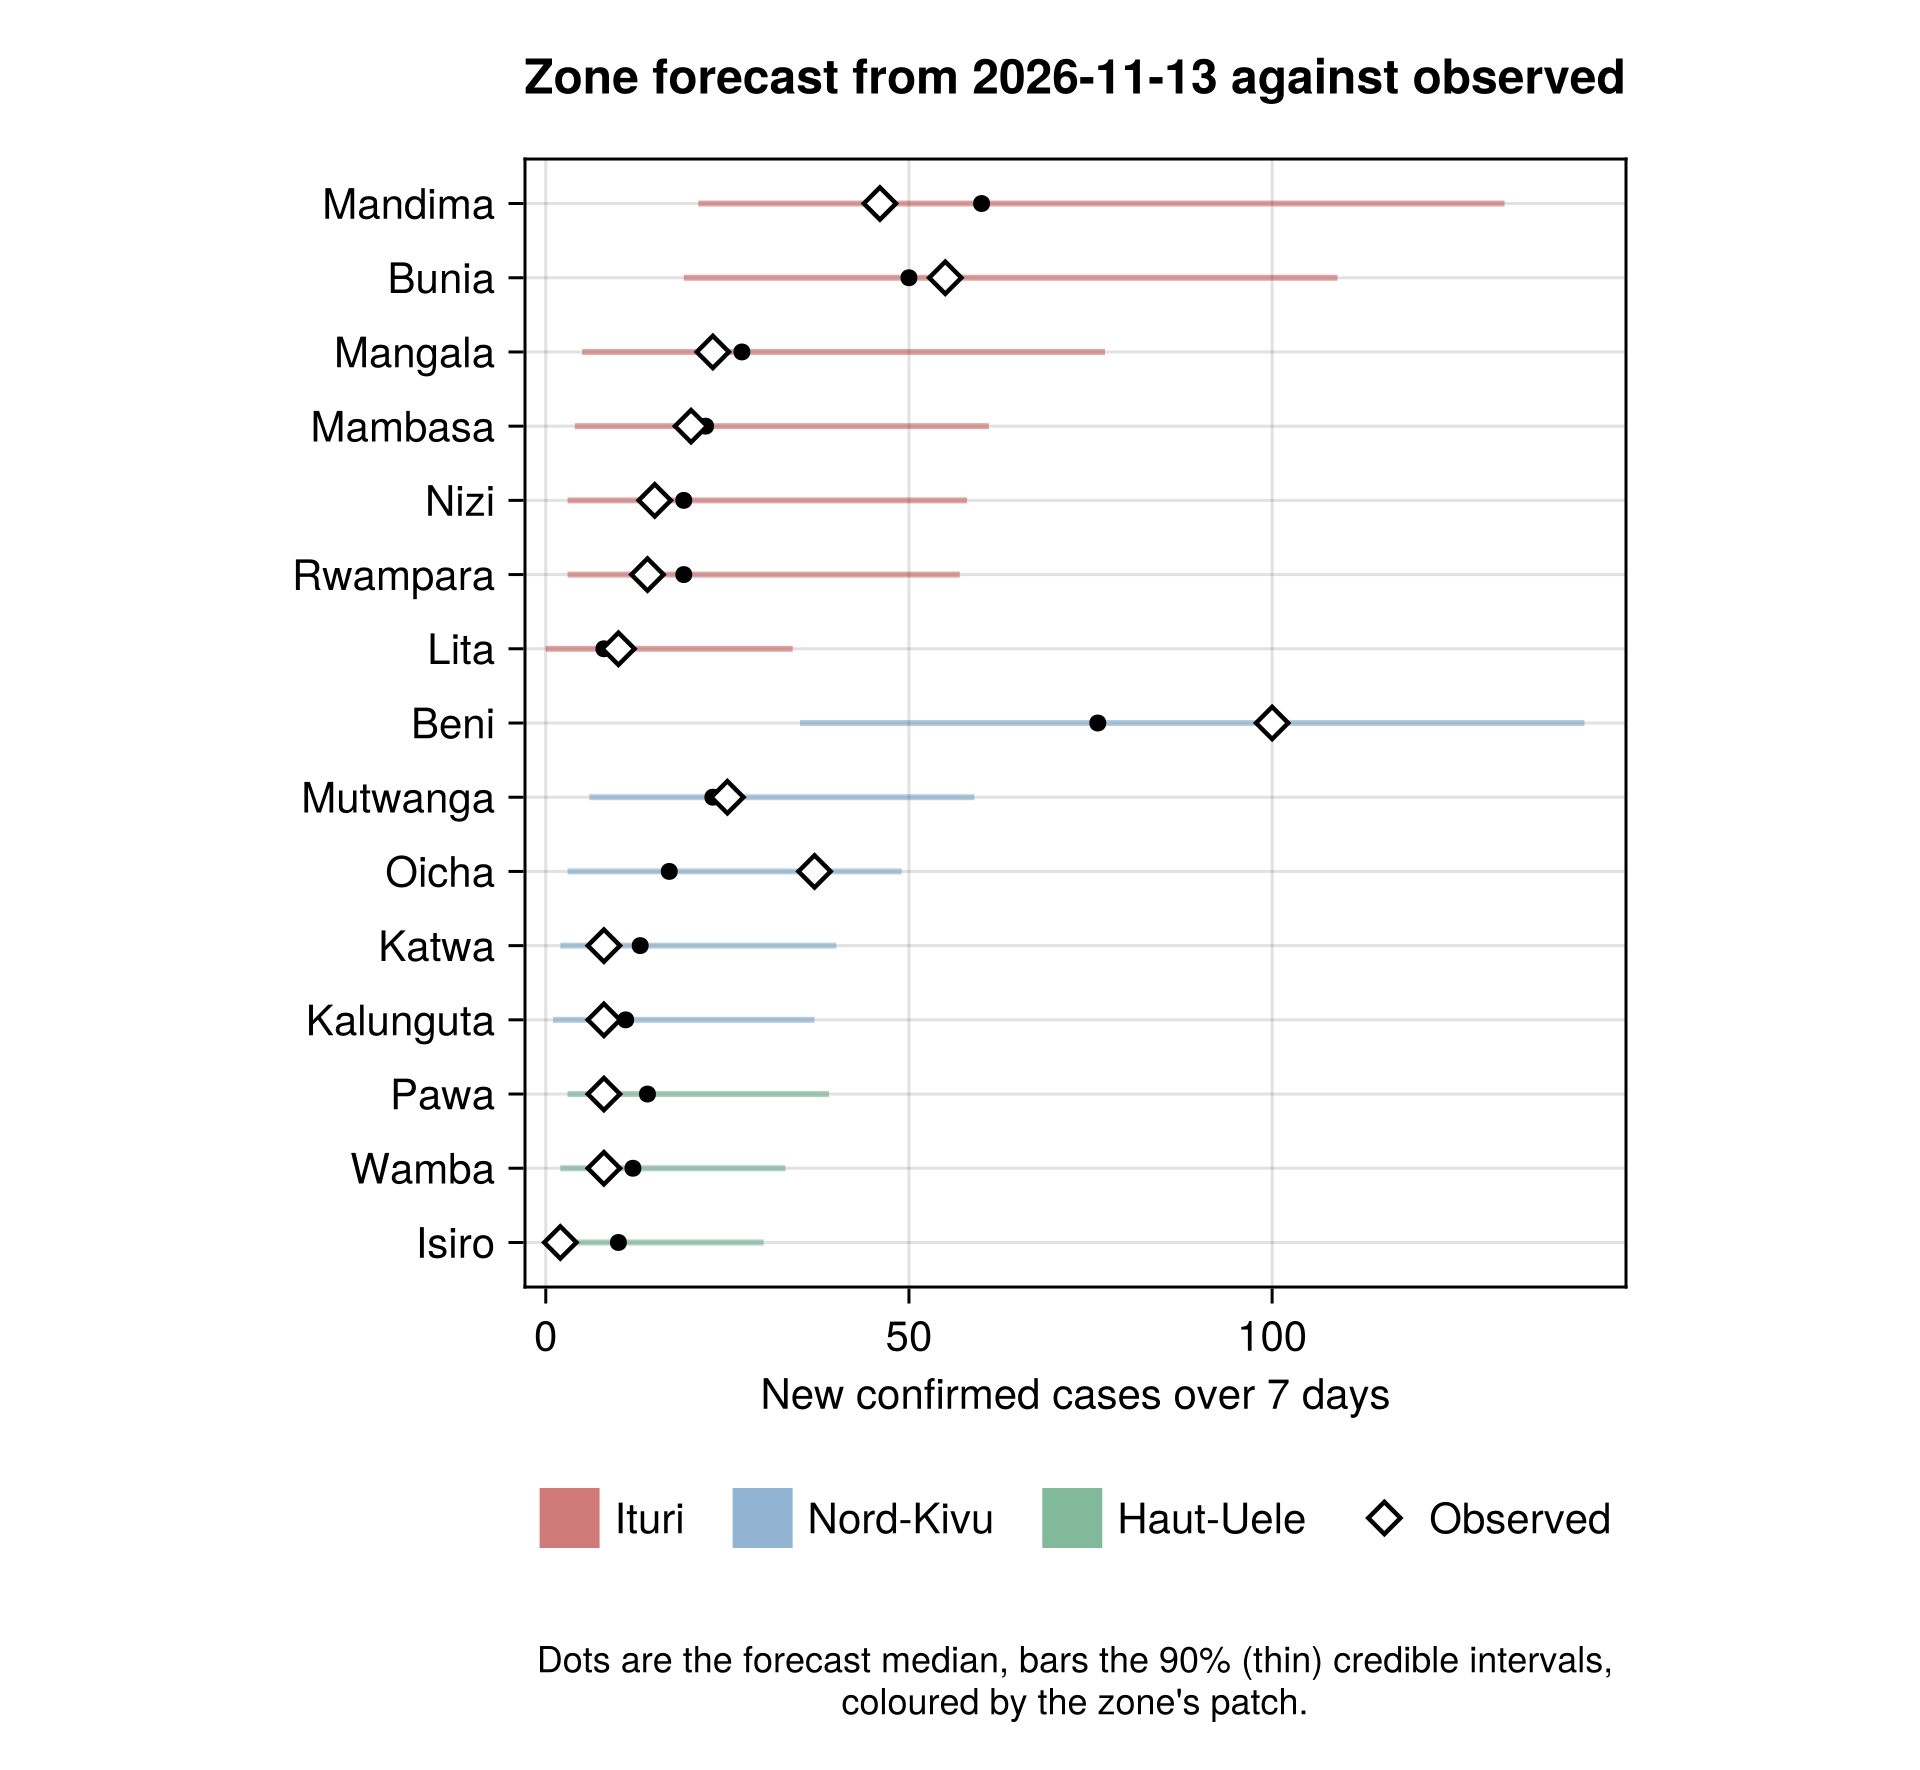 Zone forecast from 2026-11-13 against observed
Mandima
Bunia
Mangala
Mambasa
Nizi
Rwampara
Lita
Beni
Mutwanga
Oicha
Katwa
Kalunguta
Pawa
Wamba
Isiro
0 50 100
New confirmed cases over 7 days
Ituri Nord-Kivu Haut-Uele Observed
Dots are the forecast median, bars the 90% (thin) credible intervals,
coloured by the zone's patch.